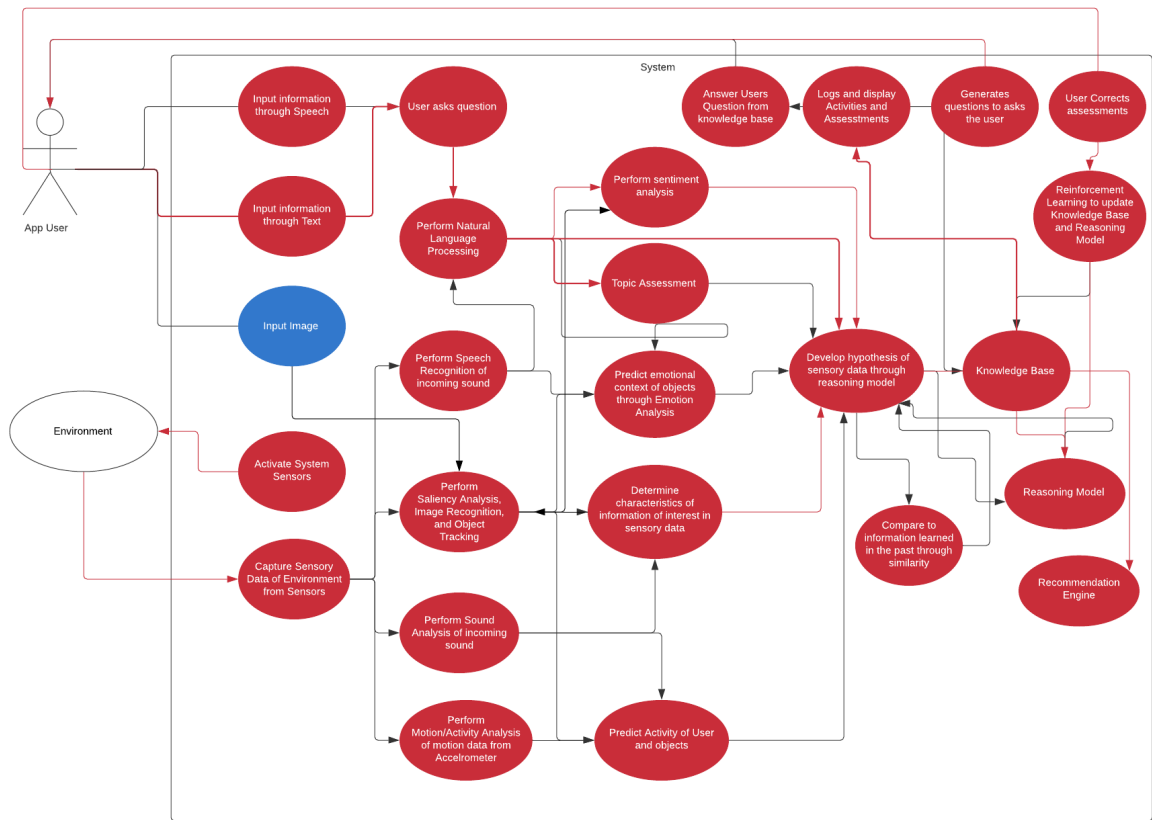 System
Input information
through Speech
User asks question
Answer Users
Question from
knowledge base
Logs and display
Activities and
Assesstments
Generates
questions to asks
the user
User Corrects
assessments
App User
Input information
through Text
Perform Natural
Language
Processing
Perform sentiment
analysis
Reinforcement
Learning to update
Knowledge Base
and Reasoning
Model
Topic Assessment
Input Image
Perform Speech
Recognition of
incoming sound
Predict emotional
context of objects
through Emotion
Analysis
Develop hypothesis of
sensory data through
reasoning model
Knowledge Base
Environment
Activate System
Sensors
Perform
Saliency Analysis,
Image Recognition,
and Object
Tracking
Determine
characteristics of
information of interest in
sensory data
Reasoning Model
Compare to
information learned
in the past through
similarity
Capture Sensory
Data of Environment
from Sensors
Recommendation
Engine
Perform Sound
Analysis of incoming
sound
Perform
Motion/Activity Analysis
of motion data from
Accelrometer
Predict Activity of User
and objects